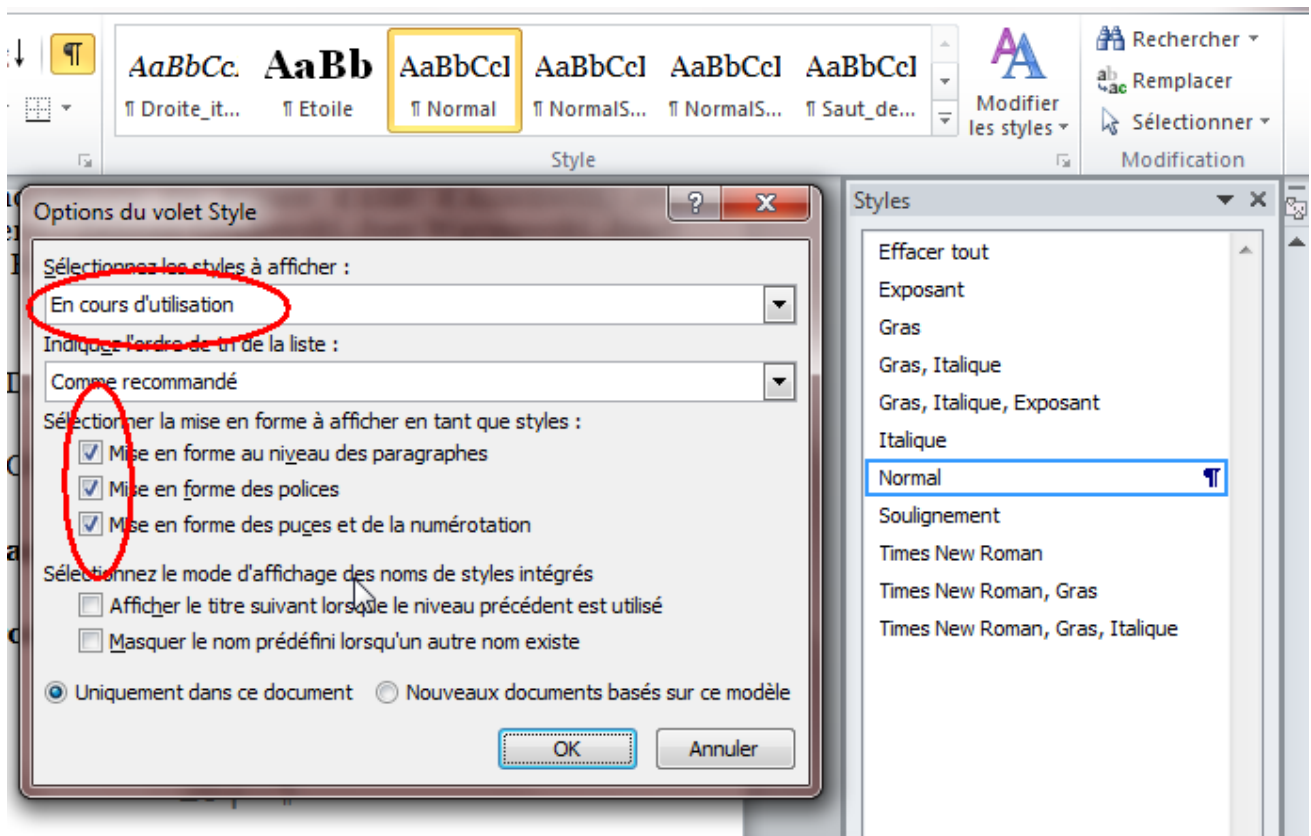 AaBbCc. AaBb AaBbCcI AaBbCcI AaBbCcI AaBbCcI
¶ Droite_it... ¶ Etoile ¶ Normal ¶ NormalS... ¶ NormalS... ¶ Saut_de...
Modifier
les styles
Rechercher
Remplacer
Sélectionner
Style
Modification
Options du volet Style
Sélectionnez les styles à afficher :
En cours d'utilisation
Indiquez l'ordre de tri de la liste :
Comme recommandé
Sélectionner la mise en forme à afficher en tant que styles :
Mise en forme au niveau des paragraphes
Mise en forme des polices
Mise en forme des puces et de la numérotation
Sélectionnez le mode d'affichage des noms de styles intégrés
Afficher le titre suivant lorsque le niveau précédent est utilisé
Masquer le nom prédéfini lorsqu'un autre nom existe
Uniquement dans ce document Nouveaux documents basés sur ce modèle
OK Annuler
Styles
Effacer tout
Exposant
Gras
Gras, Italique
Gras, Italique, Exposant
Italique
Normal ¶
Soulignement
Times New Roman
Times New Roman, Gras
Times New Roman, Gras, Italique